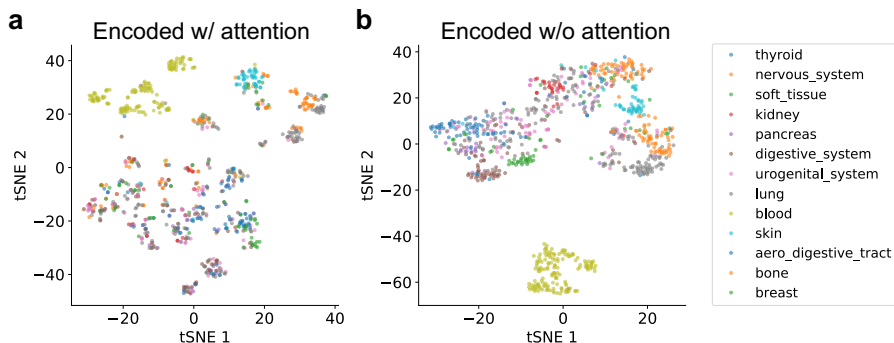 a
Encoded w/ attention
40
20
0
−20
−40
tSNE 2
−20
0
20
40
tSNE 1
b
Encoded w/o attention
40
20
0
−20
−40
−60
tSNE 2
−20
0
20
tSNE 1
thyroid
nervous_system
soft_tissue
kidney
pancreas
digestive_system
urogenital_system
lung
blood
skin
aero_digestive_tract
bone
breast